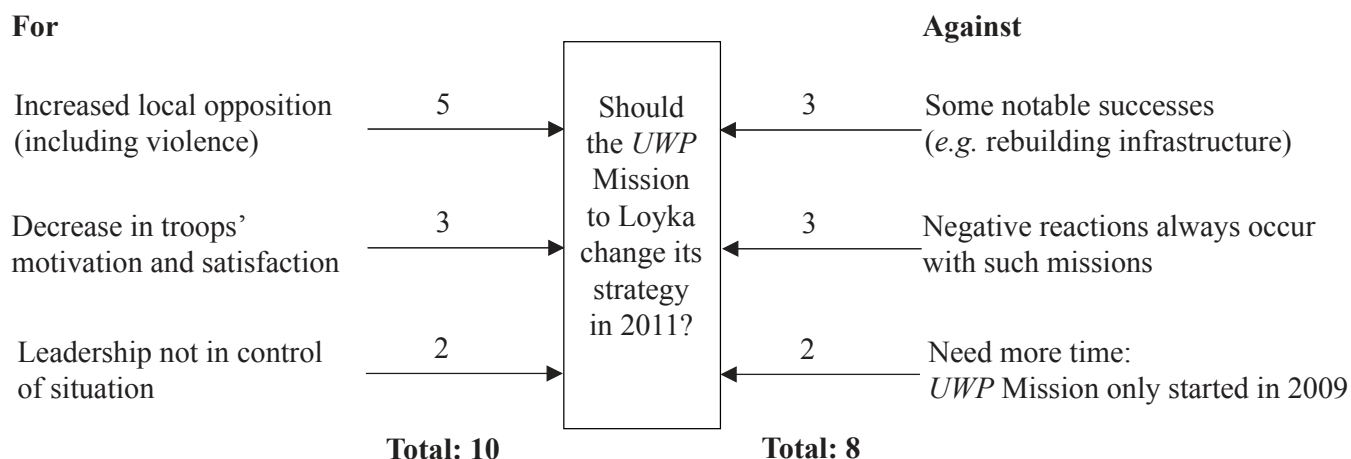 For
Increased local opposition
(including violence)
5
Decrease in troops’
motivation and satisfaction
3
Leadership not in control
of situation
2
Total: 10
Should
the UWP
Mission
to Loyka
change its
strategy
in 2011?
Against
3
Some notable successes
(e.g. rebuilding infrastructure)
3
Negative reactions always occur
with such missions
2
Need more time:
UWP Mission only started in 2009
Total: 8